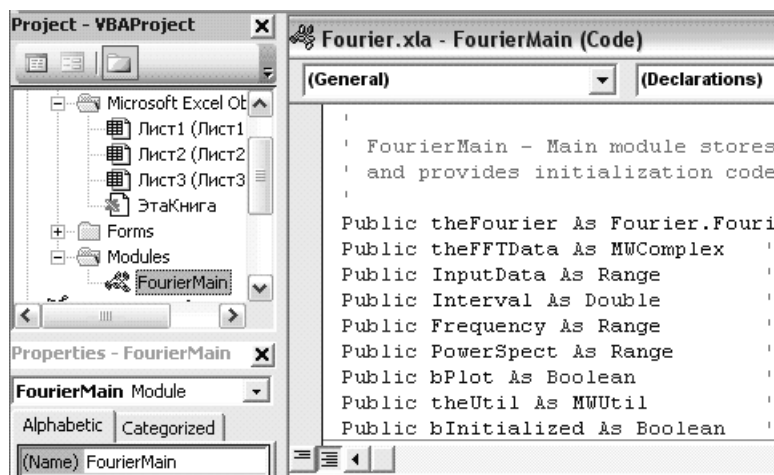 Project - VBAProject
Microsoft Excel Ob
Лист1 (Лист1
Лист2 (Лист2
Лист3 (Лист3
ЭтаКнига
Forms
Modules
FourierMain
Properties - FourierMain
FourierMain Module
Alphabetic Categorized
(Name) FourierMain
Fourier.xla - FourierMain (Code)
(General) (Declarations)
'
' FourierMain - Main module stores
' and provides initialization code
'
Public theFourier As Fourier.Fouri
Public theFFTData As MWComplex '
Public InputData As Range '
Public Interval As Double '
Public Frequency As Range '
Public PowerSpect As Range '
Public bPlot As Boolean '
Public theUtil As MWUtil '
Public bInitialized As Boolean '